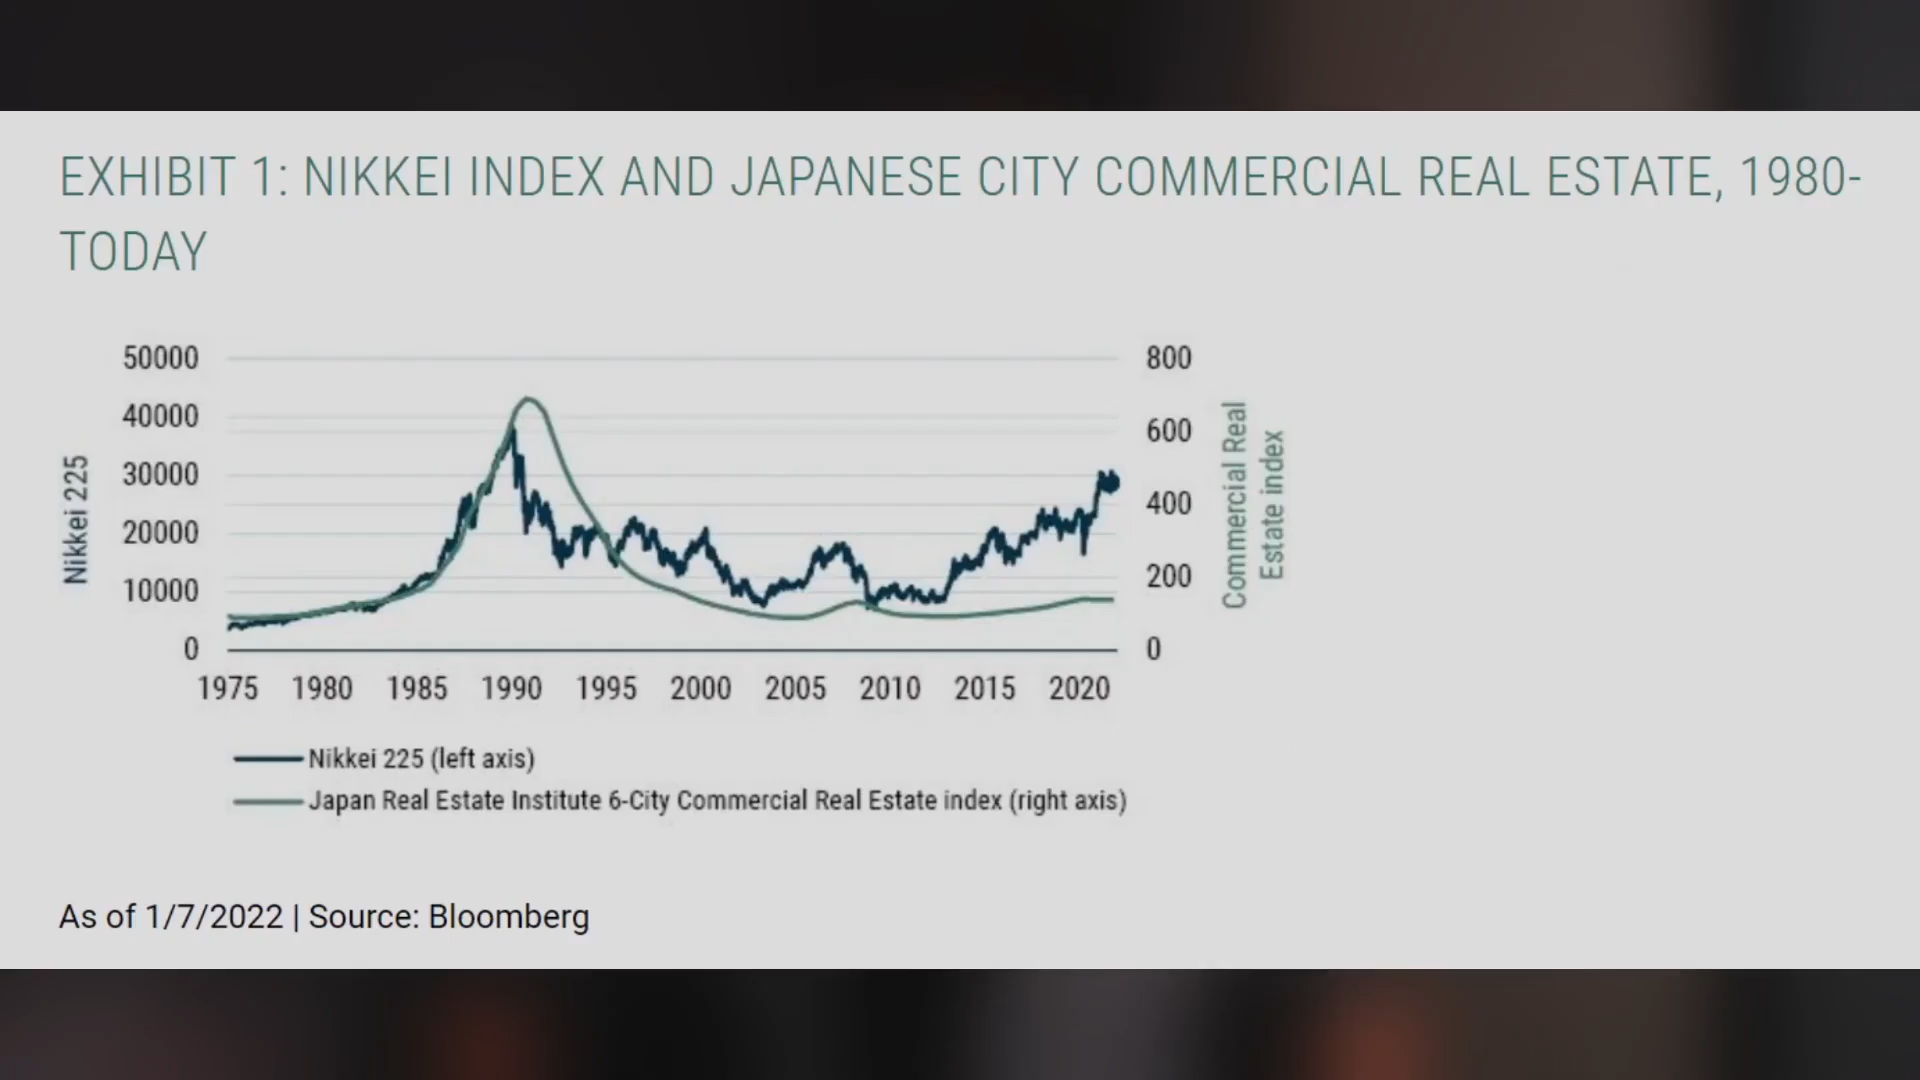 EXHIBIT 1: NIKKEI INDEX AND JAPANESE CITY COMMERCIAL REAL ESTATE, 1980-
TODAY
50000
40000
30000
20000
10000
0
Nikkei 225
800
600
400
200
0
Commercial Real
Estate index
1975 1980 1985 1990 1995 2000 2005 2010 2015 2020
Nikkei 225 (left axis)
Japan Real Estate Institute 6-City Commercial Real Estate index (right axis)
As of 1/7/2022 | Source: Bloomberg